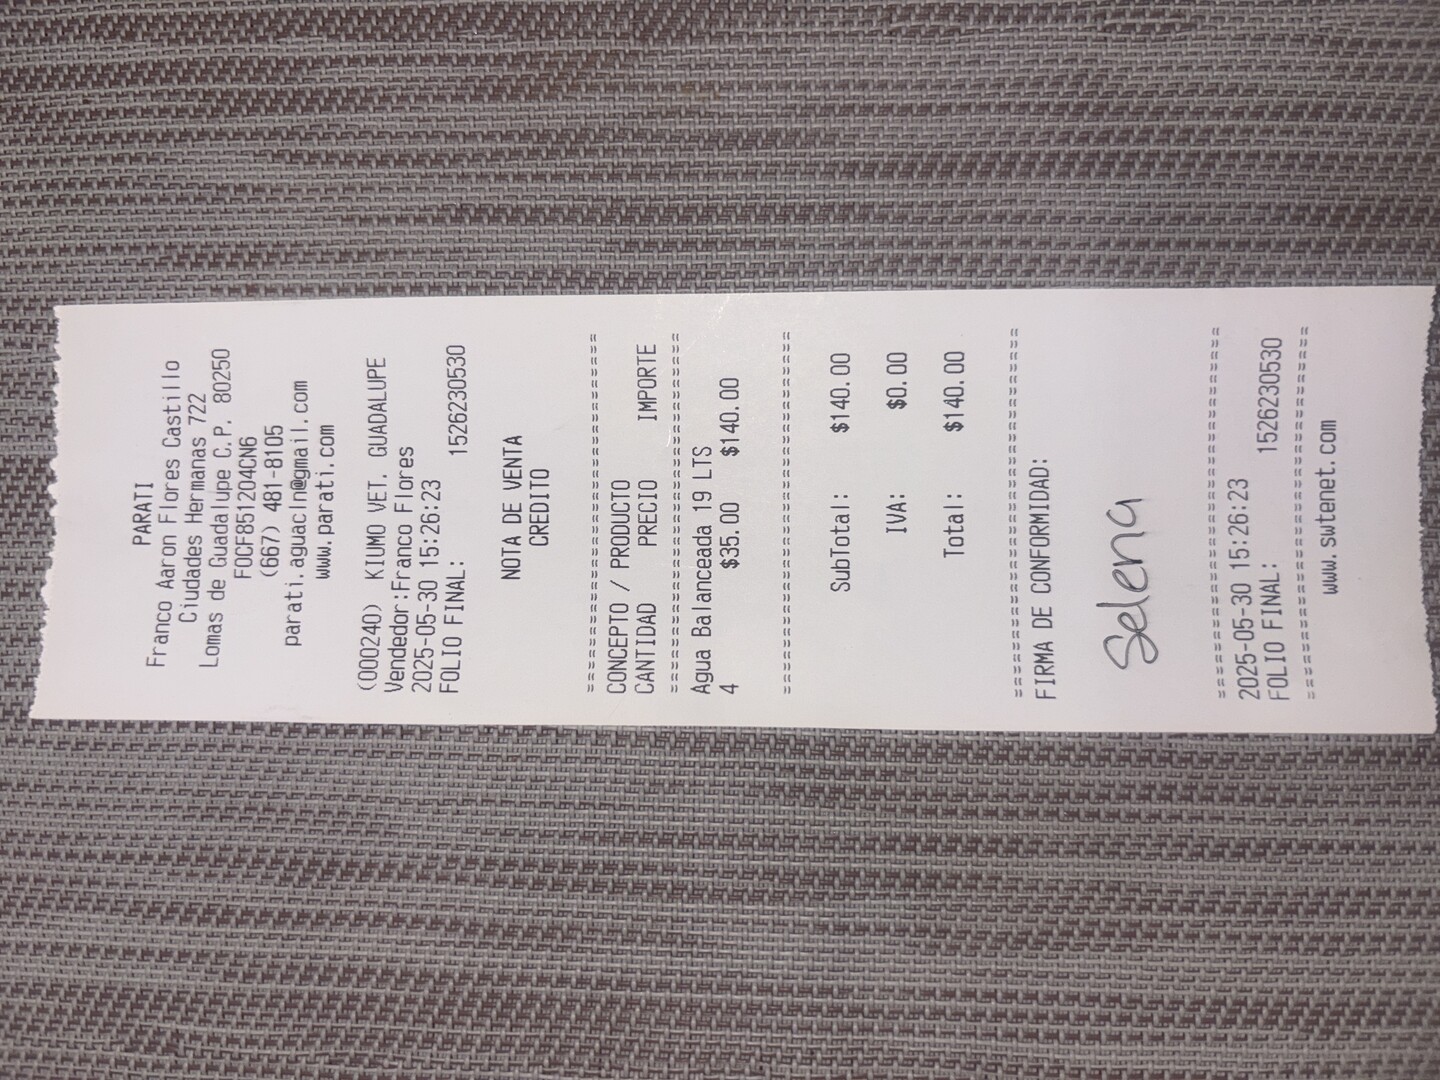 PARATI
Franco Aaron Flores Castillo
Ciudades Hermanas 722
Lomas de Guadalupe C.P. 80250
FOCF851204CN6
(667) 481-8105
parati.aguacln@gmail.com
www.parati.com
(000240) KIUMO VET. GUADALUPE
Vendedor:Franco Flores
2025-05-30 15:26:23
FOLIO FINAL: 1526230530
NOTA DE VENTA
CREDITO
===================================
CONCEPTO / PRODUCTO
CANTIDAD PRECIO IMPORTE
===================================
Agua Balanceada 19 LTS
4 $35.00 $140.00
===================================
SubTotal: $140.00
IVA: $0.00
Total: $140.00
===================================
FIRMA DE CONFORMIDAD:
Selena
===================================
2025-05-30 15:26:23
FOLIO FINAL: 1526230530
===================================
www.swtenet.com